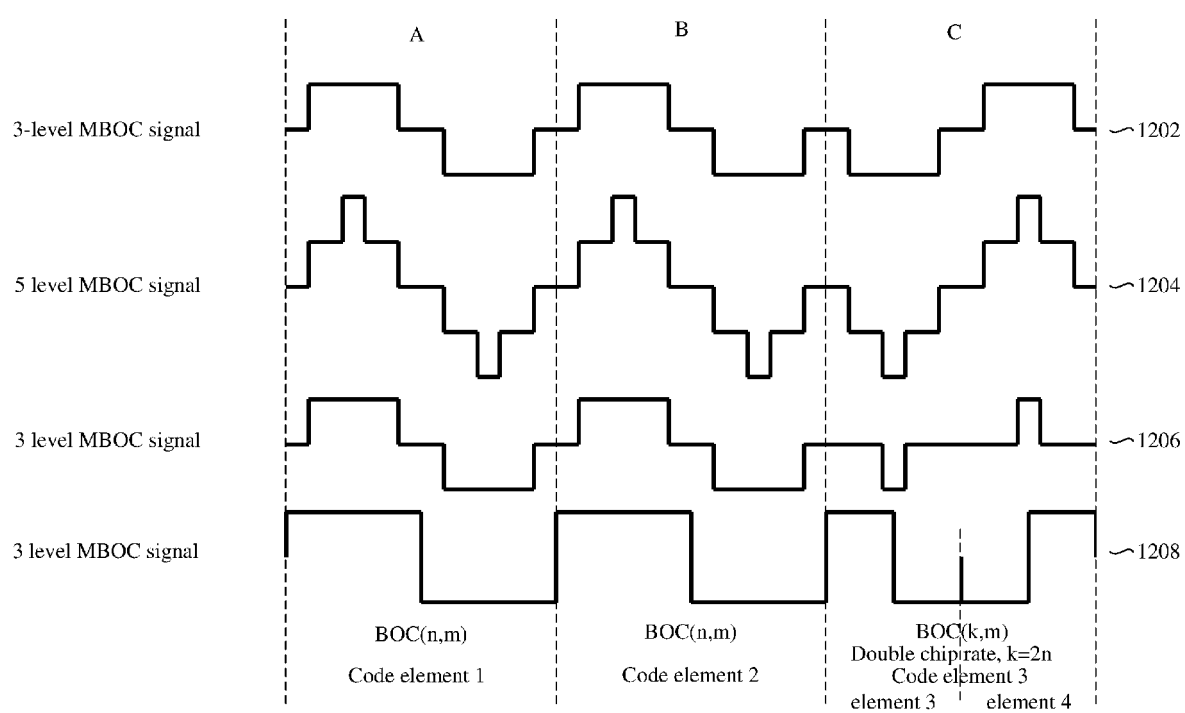 A
B
C
3-level MBOC signal
1202
5 level MBOC signal
1204
3 level MBOC signal
1206
3 level MBOC signal
1208
BOC(n,m)
BOC(n,m)
BOC(k,m)
Double chip rate, k=2n
Code element 1
Code element 2
Code element 3
element 3
element 4